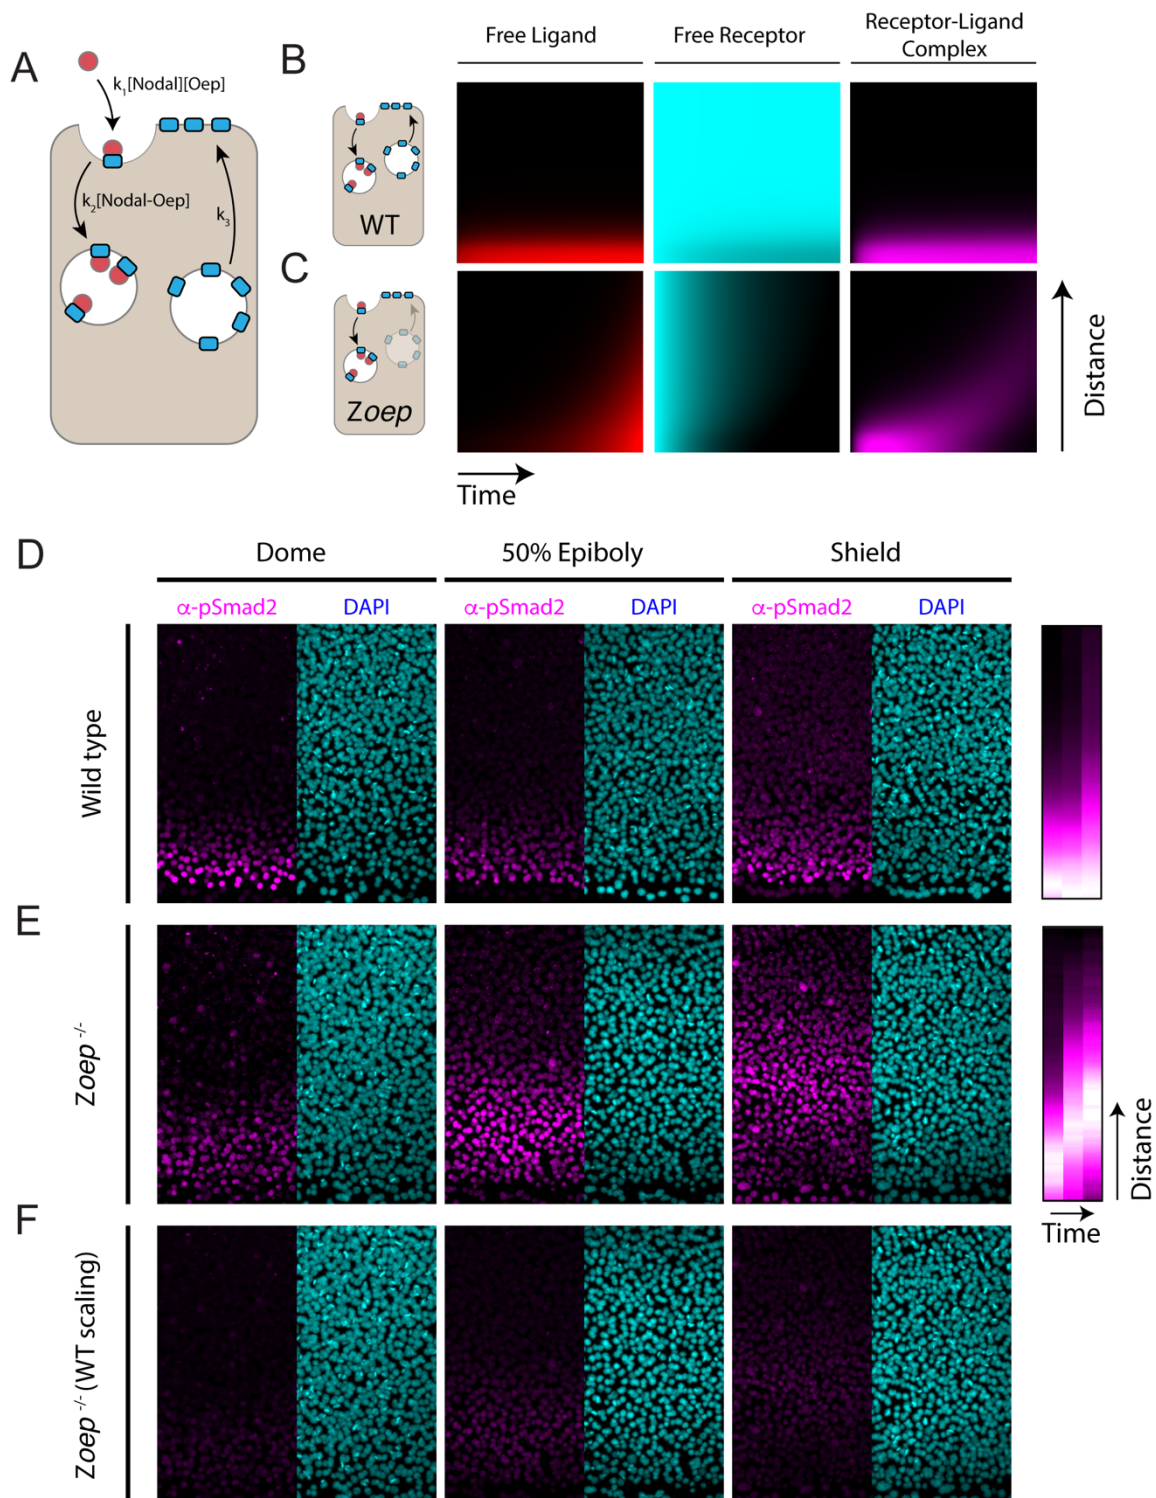 A
k1[Nodal][Oep]
k2[Nodal-Oep]
k3
B
Free Ligand
Free Receptor
Receptor-Ligand
Complex
WT
C
Zoep
Distance
Time
D
Dome
50% Epiboly
Shield
α-pSmad2
DAPI
α-pSmad2
DAPI
α-pSmad2
DAPI
Wild type
E
Zoep -/-
Distance
Time
F
Zoep -/- (WT scaling)